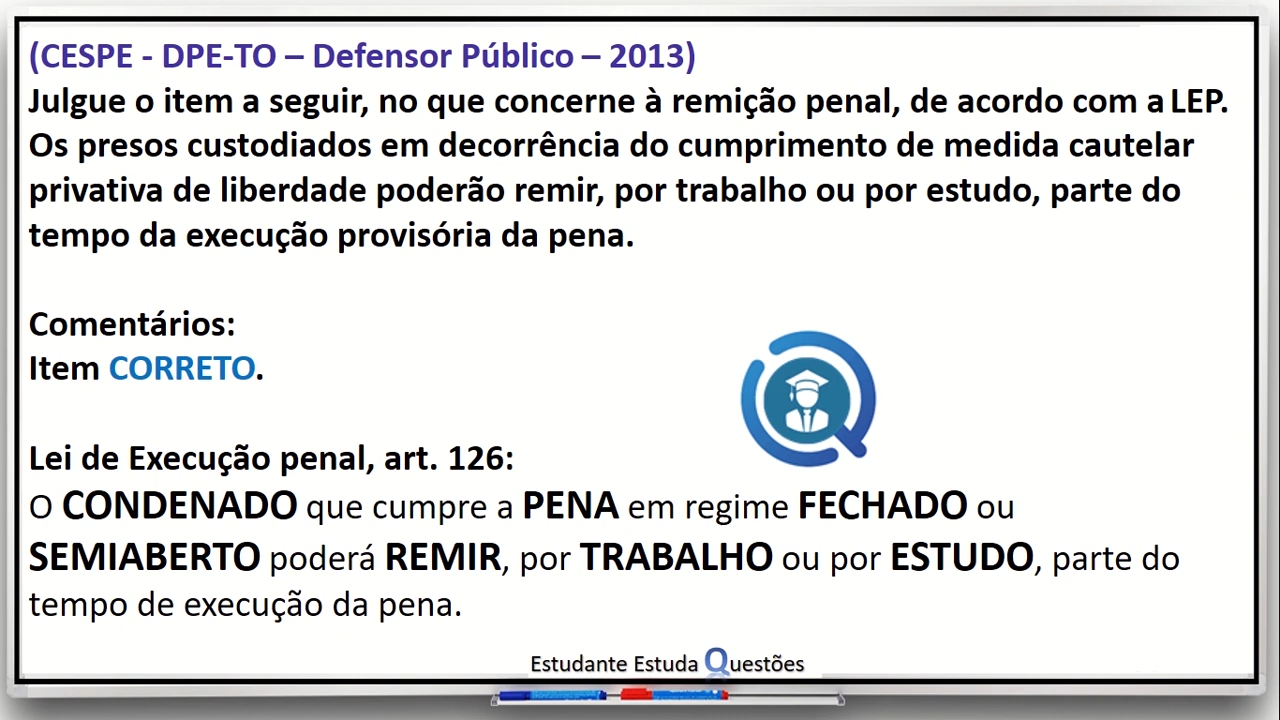 (CESPE - DPE-TO – Defensor Público – 2013)
Julgue o item a seguir, no que concerne à remição penal, de acordo com a LEP.
Os presos custodiados em decorrência do cumprimento de medida cautelar
privativa de liberdade poderão remir, por trabalho ou por estudo, parte do
tempo da execução provisória da pena.
Comentários:
Item CORRETO.
Lei de Execução penal, art. 126:
O CONDENADO que cumpre a PENA em regime FECHADO ou
SEMIABERTO poderá REMIR, por TRABALHO ou por ESTUDO, parte do
tempo de execução da pena.
Estudante Estuda Questões